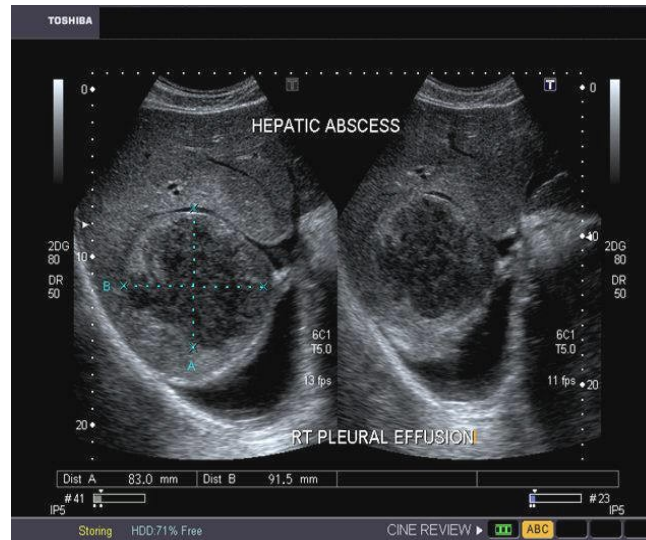 TOSHIBA
T
T
0
0
HEPATIC ABSCESS
10
10
2DG
80
DR
50
2DG
80
DR
50
B
A
6C1
T5.0
13 fps
6C1
T5.0
11 fps
20
20
RT PLEURAL EFFUSION
Dist A 83.0 mm Dist B 91.5 mm
#41
#23
IP5
IP5
Storing HDD:71% Free CINE REVIEW ABC